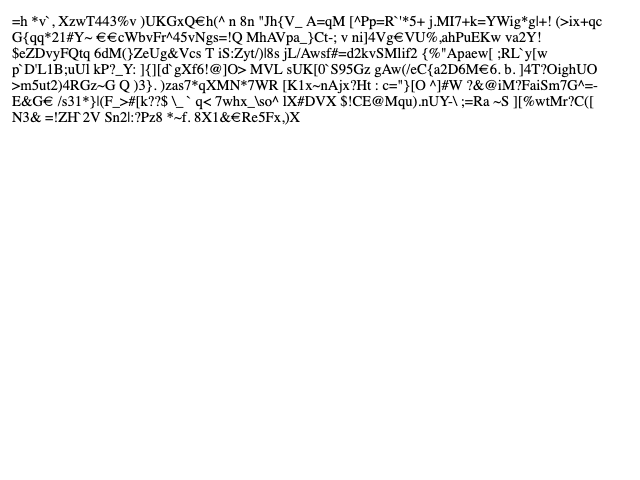 =h *v`, XzwT443%v )UKGxQ€h(^ n 8n "Jh{V_ A=qM [^Pp=R`'*5+ j.MI7+k=YWig*gl+! (>ix+qc
G{qq*21#Y~ €€cWbvFr^45vNgs=!Q MhAVpa_}Ct-; v ni]4Vg€VU%,ahPuEKw va2Y!
$eZDvyFQtq 6dM(}ZeUg&Vcs T iS:Zyt/)l8s jL/Awsf#=d2kvSMlif2 {%"Apaew[ ;RL`y[w
p`D'L1B;uUl kP?_Y: ]{][d`gXf6!@]O> MVL sUK[0`S95Gz gAw(/eC{a2D6M€6. b. ]4T?OighUO
>m5ut2)4RGz~G Q )3}. )zas7*qXMN*7WR [K1x~nAjx?Ht : c="}[O ^]#W ?&@iM?FaiSm7G^=-
E&G€ /s31*}|(F_>#[k??$ \_ ` q< 7whx_\so^ lX#DVX $!CE@Mqu).nUY-\ ;=Ra ~S ][%wtMr?C([
N3& =!ZH`2V Sn2|:?Pz8 *~f. 8X1&€Re5Fx,)X